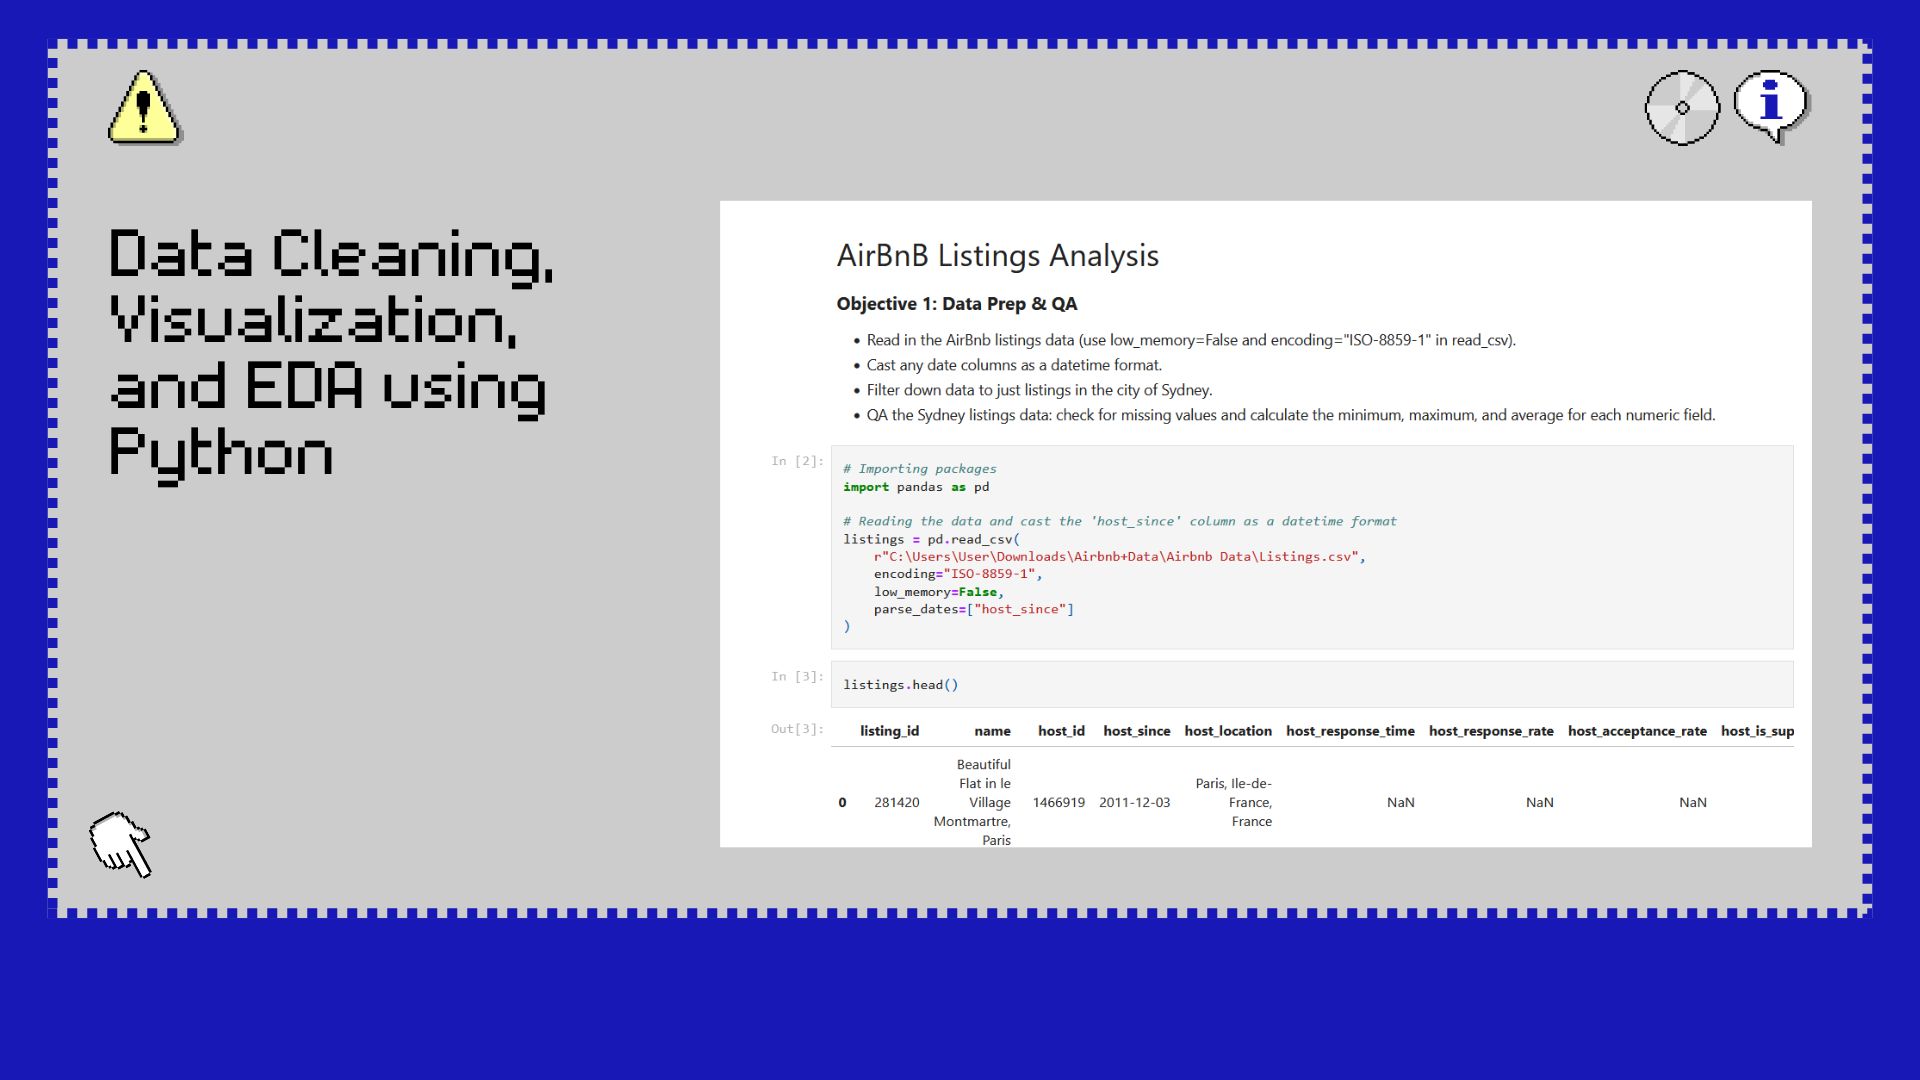 Data Cleaning,
Visualization,
and EDA using
Python
AirBnB Listings Analysis
Objective 1: Data Prep & QA
• Read in the AirBnb listings data (use low_memory=False and encoding="ISO-8859-1" in read_csv).
• Cast any date columns as a datetime format.
• Filter down data to just listings in the city of Sydney.
• QA the Sydney listings data: check for missing values and calculate the minimum, maximum, and average for each numeric field.
In [2]:
# Importing packages
import pandas as pd
# Reading the data and cast the 'host_since' column as a datetime format
listings = pd.read_csv(
    r"C:\Users\User\Downloads\Airbnb+Data\Airbnb Data\Listings.csv",
    encoding="ISO-8859-1",
    low_memory=False,
    parse_dates=["host_since"]
)
In [3]:
listings.head()
Out[3]:
listing_id name host_id host_since host_location host_response_time host_response_rate host_acceptance_rate host_is_sup
Beautiful
Flat in le
Village
Montmartre,
Paris
0 281420 1466919 2011-12-03
Paris, Ile-de-
France,
France
NaN NaN NaN